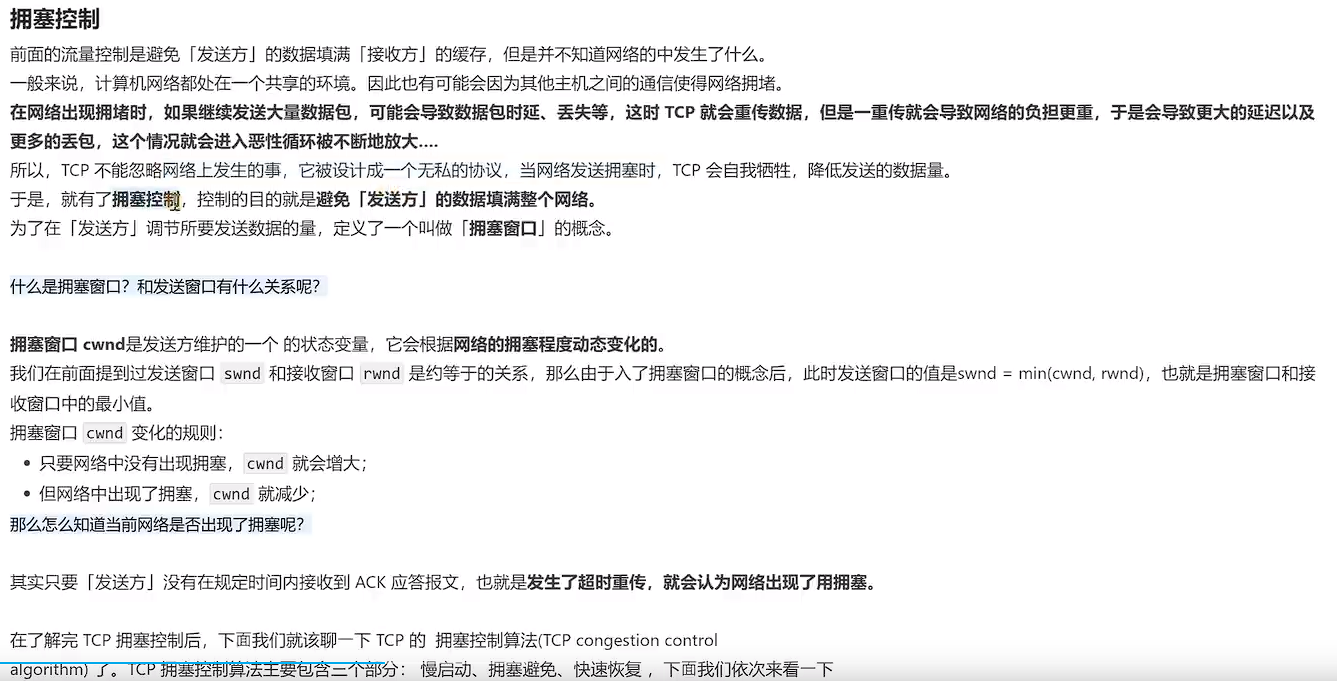 拥塞控制
前面的流量控制是避免「发送方」的数据填满「接收方」的缓存，但是并不知道网络的中发生了什么。
一般来说，计算机网络都处在一个共享的环境。因此也有可能会因为其他主机之间的通信使得网络拥堵。
在网络出现拥堵时，如果继续发送大量数据包，可能会导致数据包时延、丢失等，这时 TCP 就会重传数据，但是一重传就会导致网络的负担更重，于是会导致更大的延迟以及
更多的丢包，这个情况就会进入恶性循环被不断地放大....
所以，TCP 不能忽略网络上发生的事，它被设计成一个无私的协议，当网络发送拥塞时，TCP 会自我牺牲，降低发送的数据量。
于是，就有了拥塞控制，控制的目的就是避免「发送方」的数据填满整个网络。
为了在「发送方」调节所要发送数据的量，定义了一个叫做「拥塞窗口」的概念。
什么是拥塞窗口？和发送窗口有什么关系呢？
拥塞窗口 cwnd是发送方维护的一个 的状态变量，它会根据网络的拥塞程度动态变化的。
我们在前面提到过发送窗口 swnd 和接收窗口 rwnd 是约等于的关系，那么由于入了拥塞窗口的概念后，此时发送窗口的值是swnd = min(cwnd, rwnd)，也就是拥塞窗口和接
收窗口中的最小值。
拥塞窗口 cwnd 变化的规则：
• 只要网络中没有出现拥塞，cwnd 就会增大；
• 但网络中出现了拥塞，cwnd 就减少；
那么怎么知道当前网络是否出现了拥塞呢？
其实只要「发送方」没有在规定时间内接收到 ACK 应答报文，也就是发生了超时重传，就会认为网络出现了用拥塞。
在了解完 TCP 拥塞控制后，下面我们就该聊一下 TCP 的 拥塞控制算法(TCP congestion control
algorithm) 了。TCP 拥塞控制算法主要包含三个部分： 慢启动、拥塞避免、快速恢复 ，下面我们依次来看一下